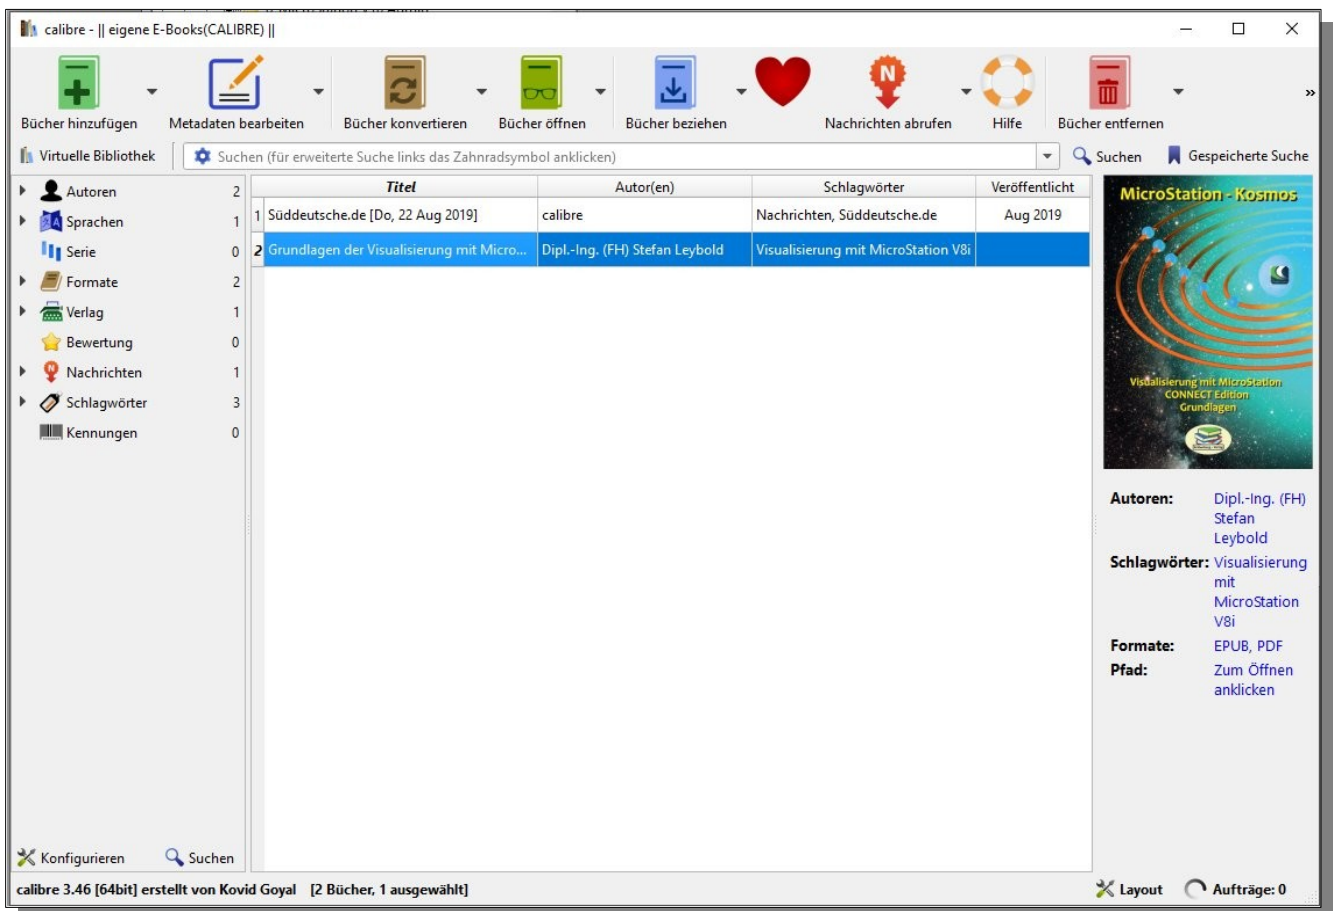 calibre - || eigene E-Books(CALIBRE) ||
Bücher hinzufügen
Metadaten bearbeiten
Bücher konvertieren
Bücher öffnen
Bücher beziehen
Nachrichten abrufen
Hilfe
Bücher entfernen
»
Virtuelle Bibliothek
Suchen (für erweiterte Suche links das Zahnradsymbol anklicken)
Suchen
Gespeicherte Suche
Autoren 2
Sprachen 1
Serie 0
Formate 2
Verlag 1
Bewertung 0
Nachrichten 1
Schlagwörter 3
Kennungen 0
Konfigurieren
Suchen
Titel Autor(en) Schlagwörter Veröffentlicht
1 Süddeutsche.de [Do, 22 Aug 2019] calibre Nachrichten, Süddeutsche.de Aug 2019
2 Grundlagen der Visualisierung mit Micro... Dipl.-Ing. (FH) Stefan Leybold Visualisierung mit MicroStation V8i
MicroStation - Kosmos
Visualisierung mit MicroStation
CONNECT Edition
Grundlagen
Autoren: Dipl.-Ing. (FH)
Stefan
Leybold
Schlagwörter: Visualisierung
mit
MicroStation
V8i
Formate: EPUB, PDF
Pfad: Zum Öffnen
anklicken
calibre 3.46 [64bit] erstellt von Kovid Goyal [2 Bücher, 1 ausgewählt]
Layout
Aufträge: 0